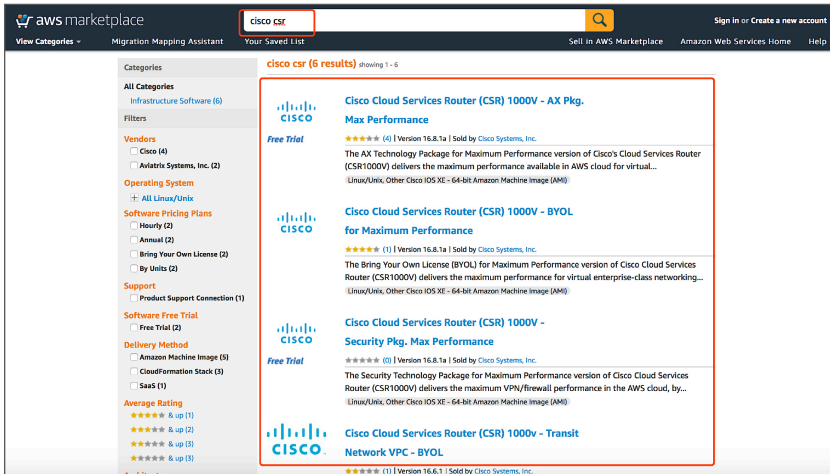 aws marketplace
cisco csr
Sign in or Create a new account
View Categories
Migration Mapping Assistant
Your Saved List
Sell in AWS Marketplace
Amazon Web Services Home
Help
Categories
All Categories
Infrastructure Software (6)
Filters
Vendors
Cisco (4)
Aviatrix Systems, Inc. (2)
Operating System
All Linux/Unix
Software Pricing Plans
Hourly (2)
Annual (2)
Bring Your Own License (2)
By Units (2)
Support
Product Support Connection (1)
Software Free Trial
Free Trial (2)
Delivery Method
Amazon Machine Image (5)
CloudFormation Stack (3)
SaaS (1)
Average Rating
& up (1)
& up (2)
& up (3)
& up (3)
cisco csr (6 results) showing 1 - 6
CISCO
Free Trial
Cisco Cloud Services Router (CSR) 1000V - AX Pkg.
Max Performance
(4) | Version 16.8.1a | Sold by Cisco Systems, Inc.
The AX Technology Package for Maximum Performance version of Cisco's Cloud Services Router
(CSR1000V) delivers the maximum performance available in AWS cloud for virtual...
Linux/Unix, Other Cisco IOS XE - 64-bit Amazon Machine Image (AMI)
CISCO
Cisco Cloud Services Router (CSR) 1000V - BYOL
for Maximum Performance
(1) | Version 16.8.1a | Sold by Cisco Systems, Inc.
The Bring Your Own License (BYOL) for Maximum Performance version of Cisco Cloud Services
Router (CSR1000V) delivers the maximum performance for virtual enterprise-class networking...
Linux/Unix, Other Cisco IOS XE - 64-bit Amazon Machine Image (AMI)
CISCO
Free Trial
Cisco Cloud Services Router (CSR) 1000V -
Security Pkg. Max Performance
(0) | Version 16.8.1a | Sold by Cisco Systems, Inc.
The Security Technology Package for Maximum Performance version of Cisco Cloud Services
Router (CSR1000V) delivers the maximum VPN/firewall performance in the AWS cloud, by...
Linux/Unix, Other Cisco IOS XE - 64-bit Amazon Machine Image (AMI)
CISCO
Cisco Cloud Services Router (CSR) 1000v - Transit
Network VPC - BYOL
(1) | Version 16.6.1 | Sold by Cisco Systems, Inc.